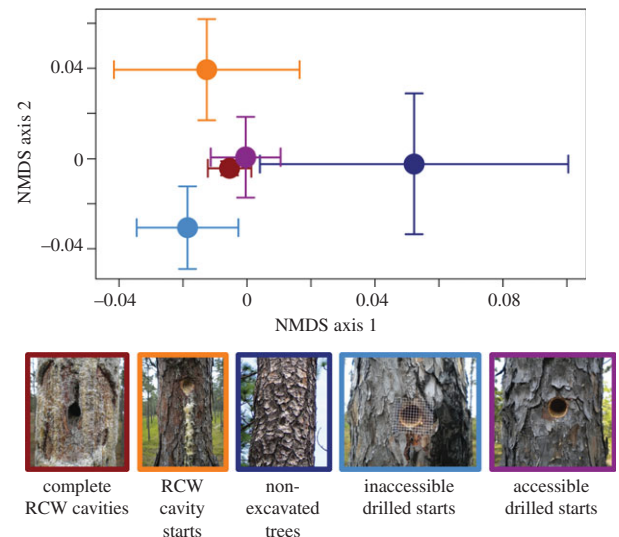 0.04
0
–0.04
NMDS axis 2
–0.04 0 0.04 0.08
NMDS axis 1
complete
RCW cavities
RCW
cavity
starts
non-
excavated
trees
inaccessible
drilled starts
accessible
drilled starts